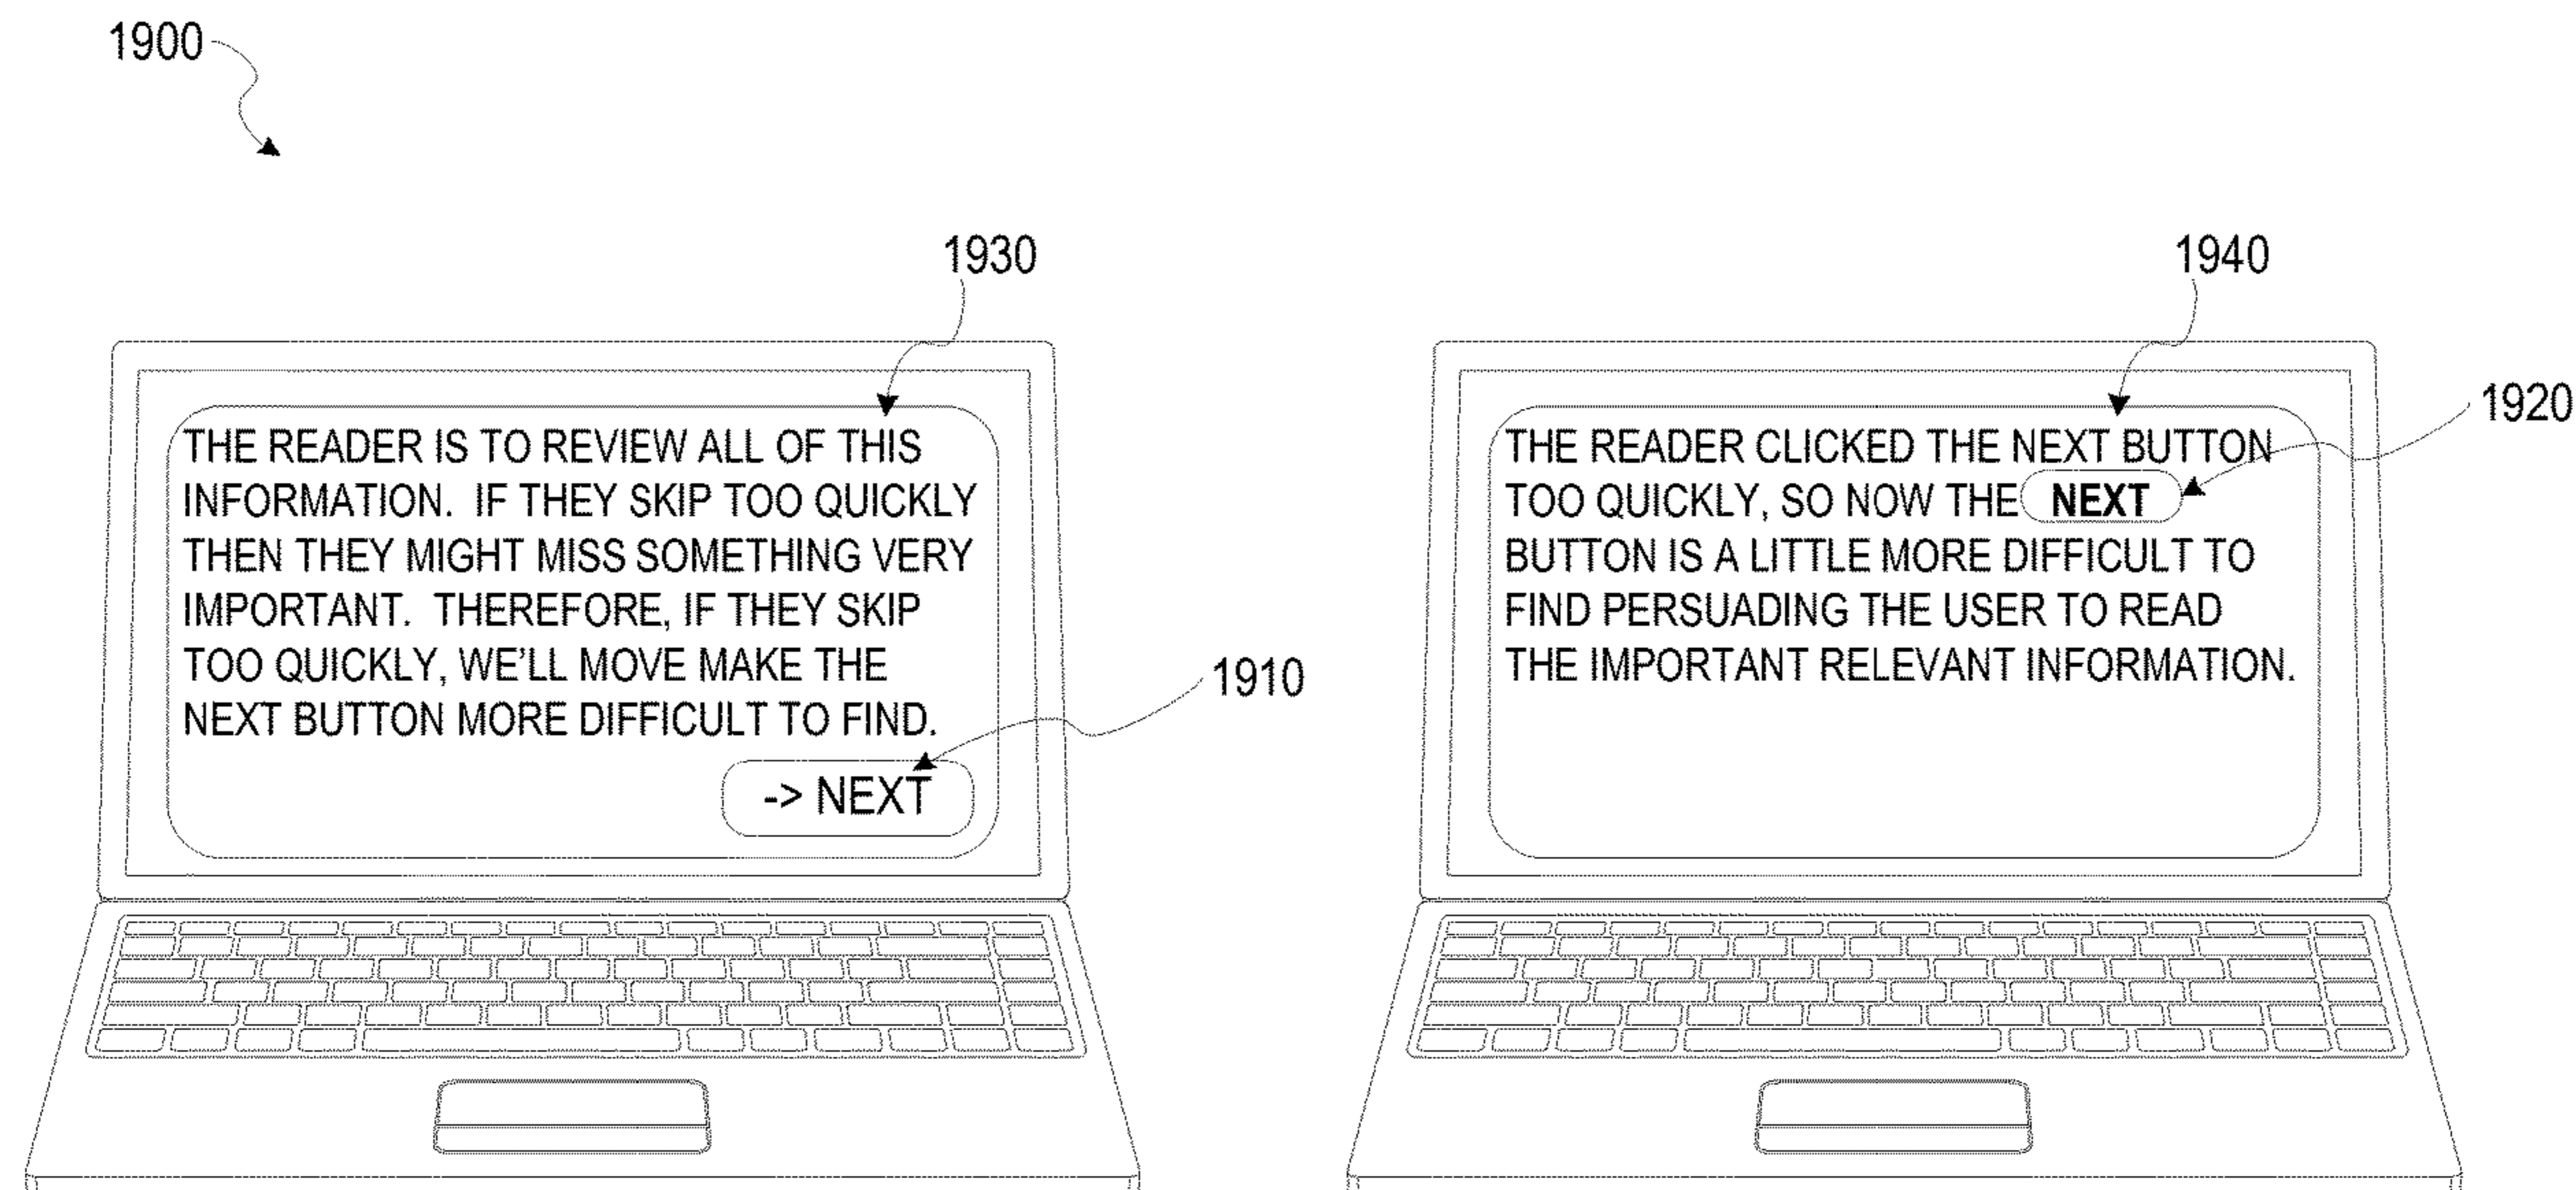 1900
1930
1940
1920
THE READER IS TO REVIEW ALL OF THIS
INFORMATION.  IF THEY SKIP TOO QUICKLY
THEN THEY MIGHT MISS SOMETHING VERY
IMPORTANT.  THEREFORE, IF THEY SKIP
TOO QUICKLY, WE'LL MOVE MAKE THE
NEXT BUTTON MORE DIFFICULT TO FIND.
-> NEXT
1910
THE READER CLICKED THE NEXT BUTTON
TOO QUICKLY, SO NOW THE NEXT
BUTTON IS A LITTLE MORE DIFFICULT TO
FIND PERSUADING THE USER TO READ
THE IMPORTANT RELEVANT INFORMATION.